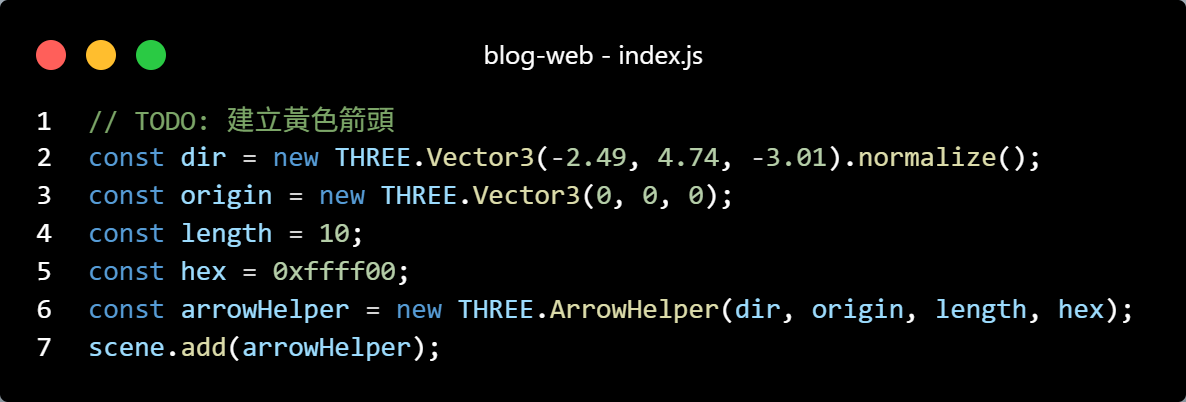 blog-web - index.js
1 // TODO: 建立黃色箭頭
2 const dir = new THREE.Vector3(-2.49, 4.74, -3.01).normalize();
3 const origin = new THREE.Vector3(0, 0, 0);
4 const length = 10;
5 const hex = 0xffff00;
6 const arrowHelper = new THREE.ArrowHelper(dir, origin, length, hex);
7 scene.add(arrowHelper);